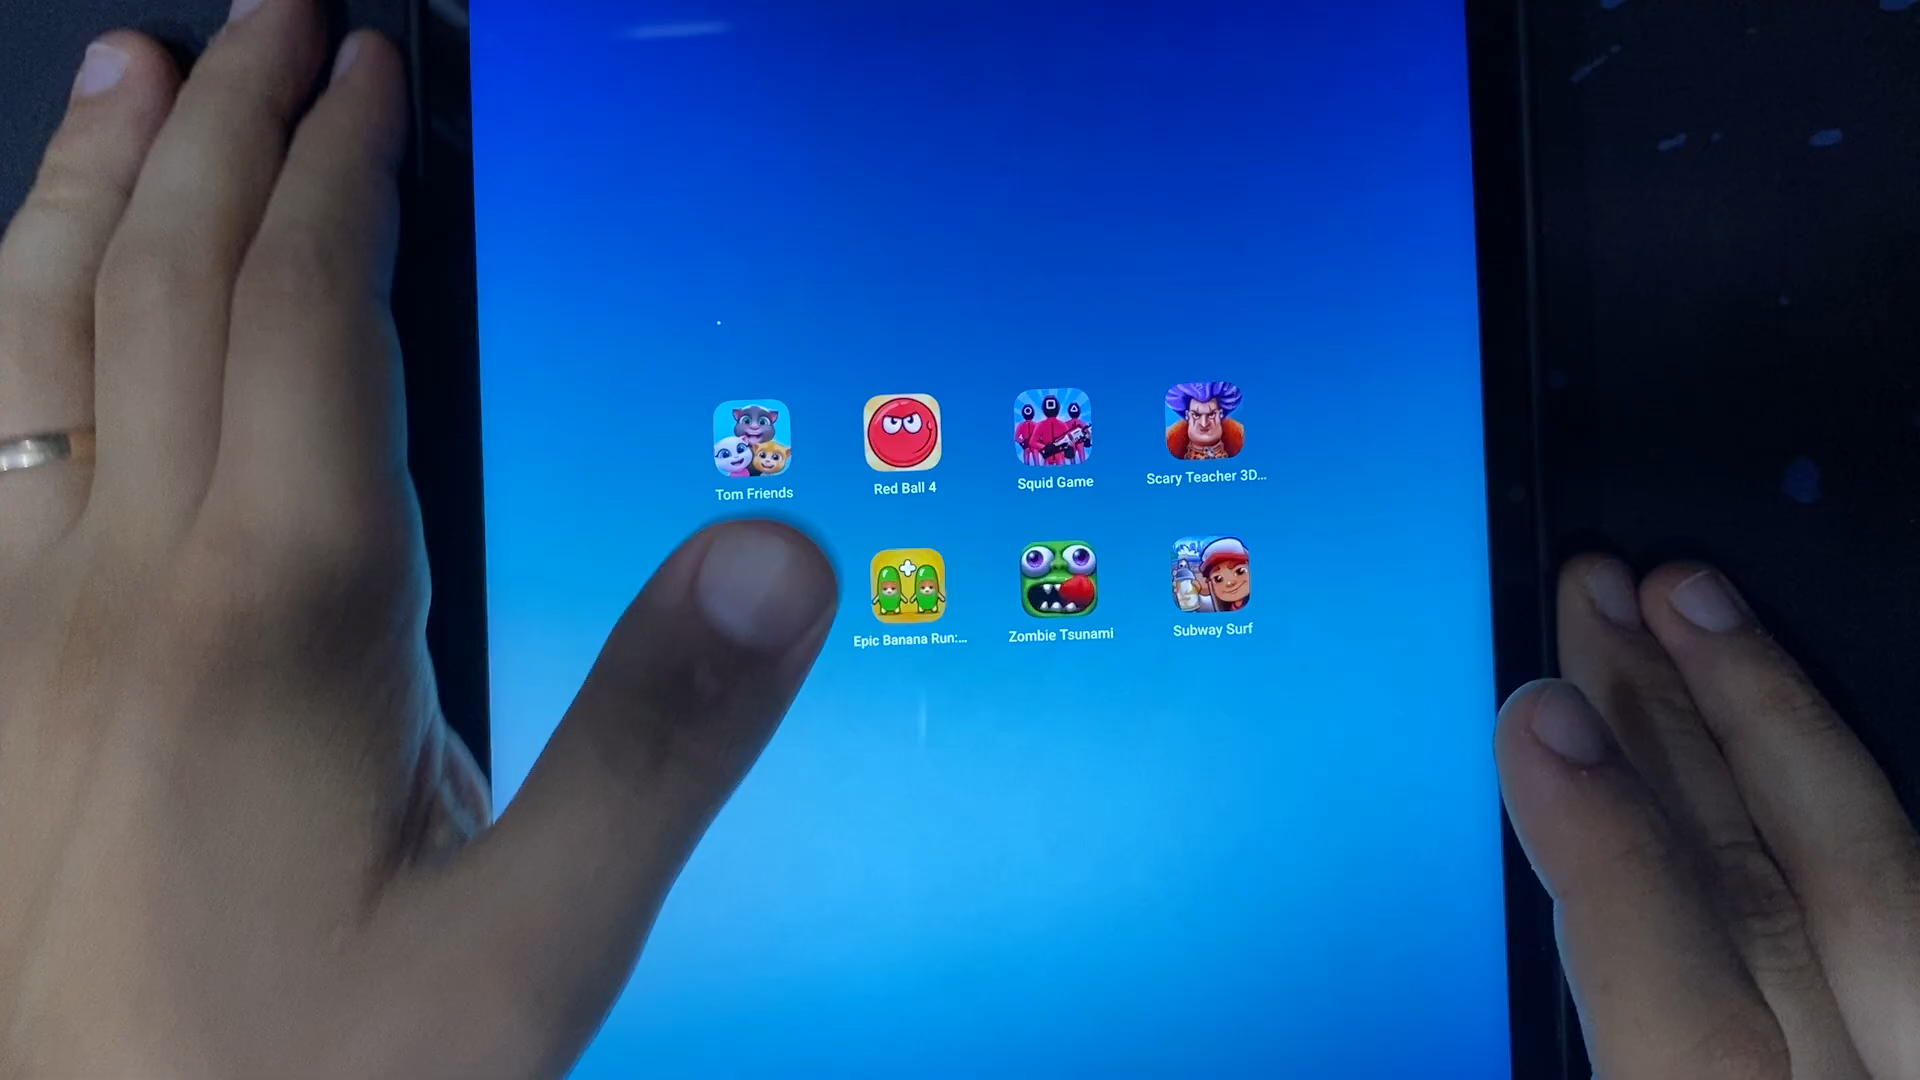 Tom Friends
Red Ball 4
Squid Game
Scary Teacher 3D...
Epic Banana Run:...
Zombie Tsunami
Subway Surf